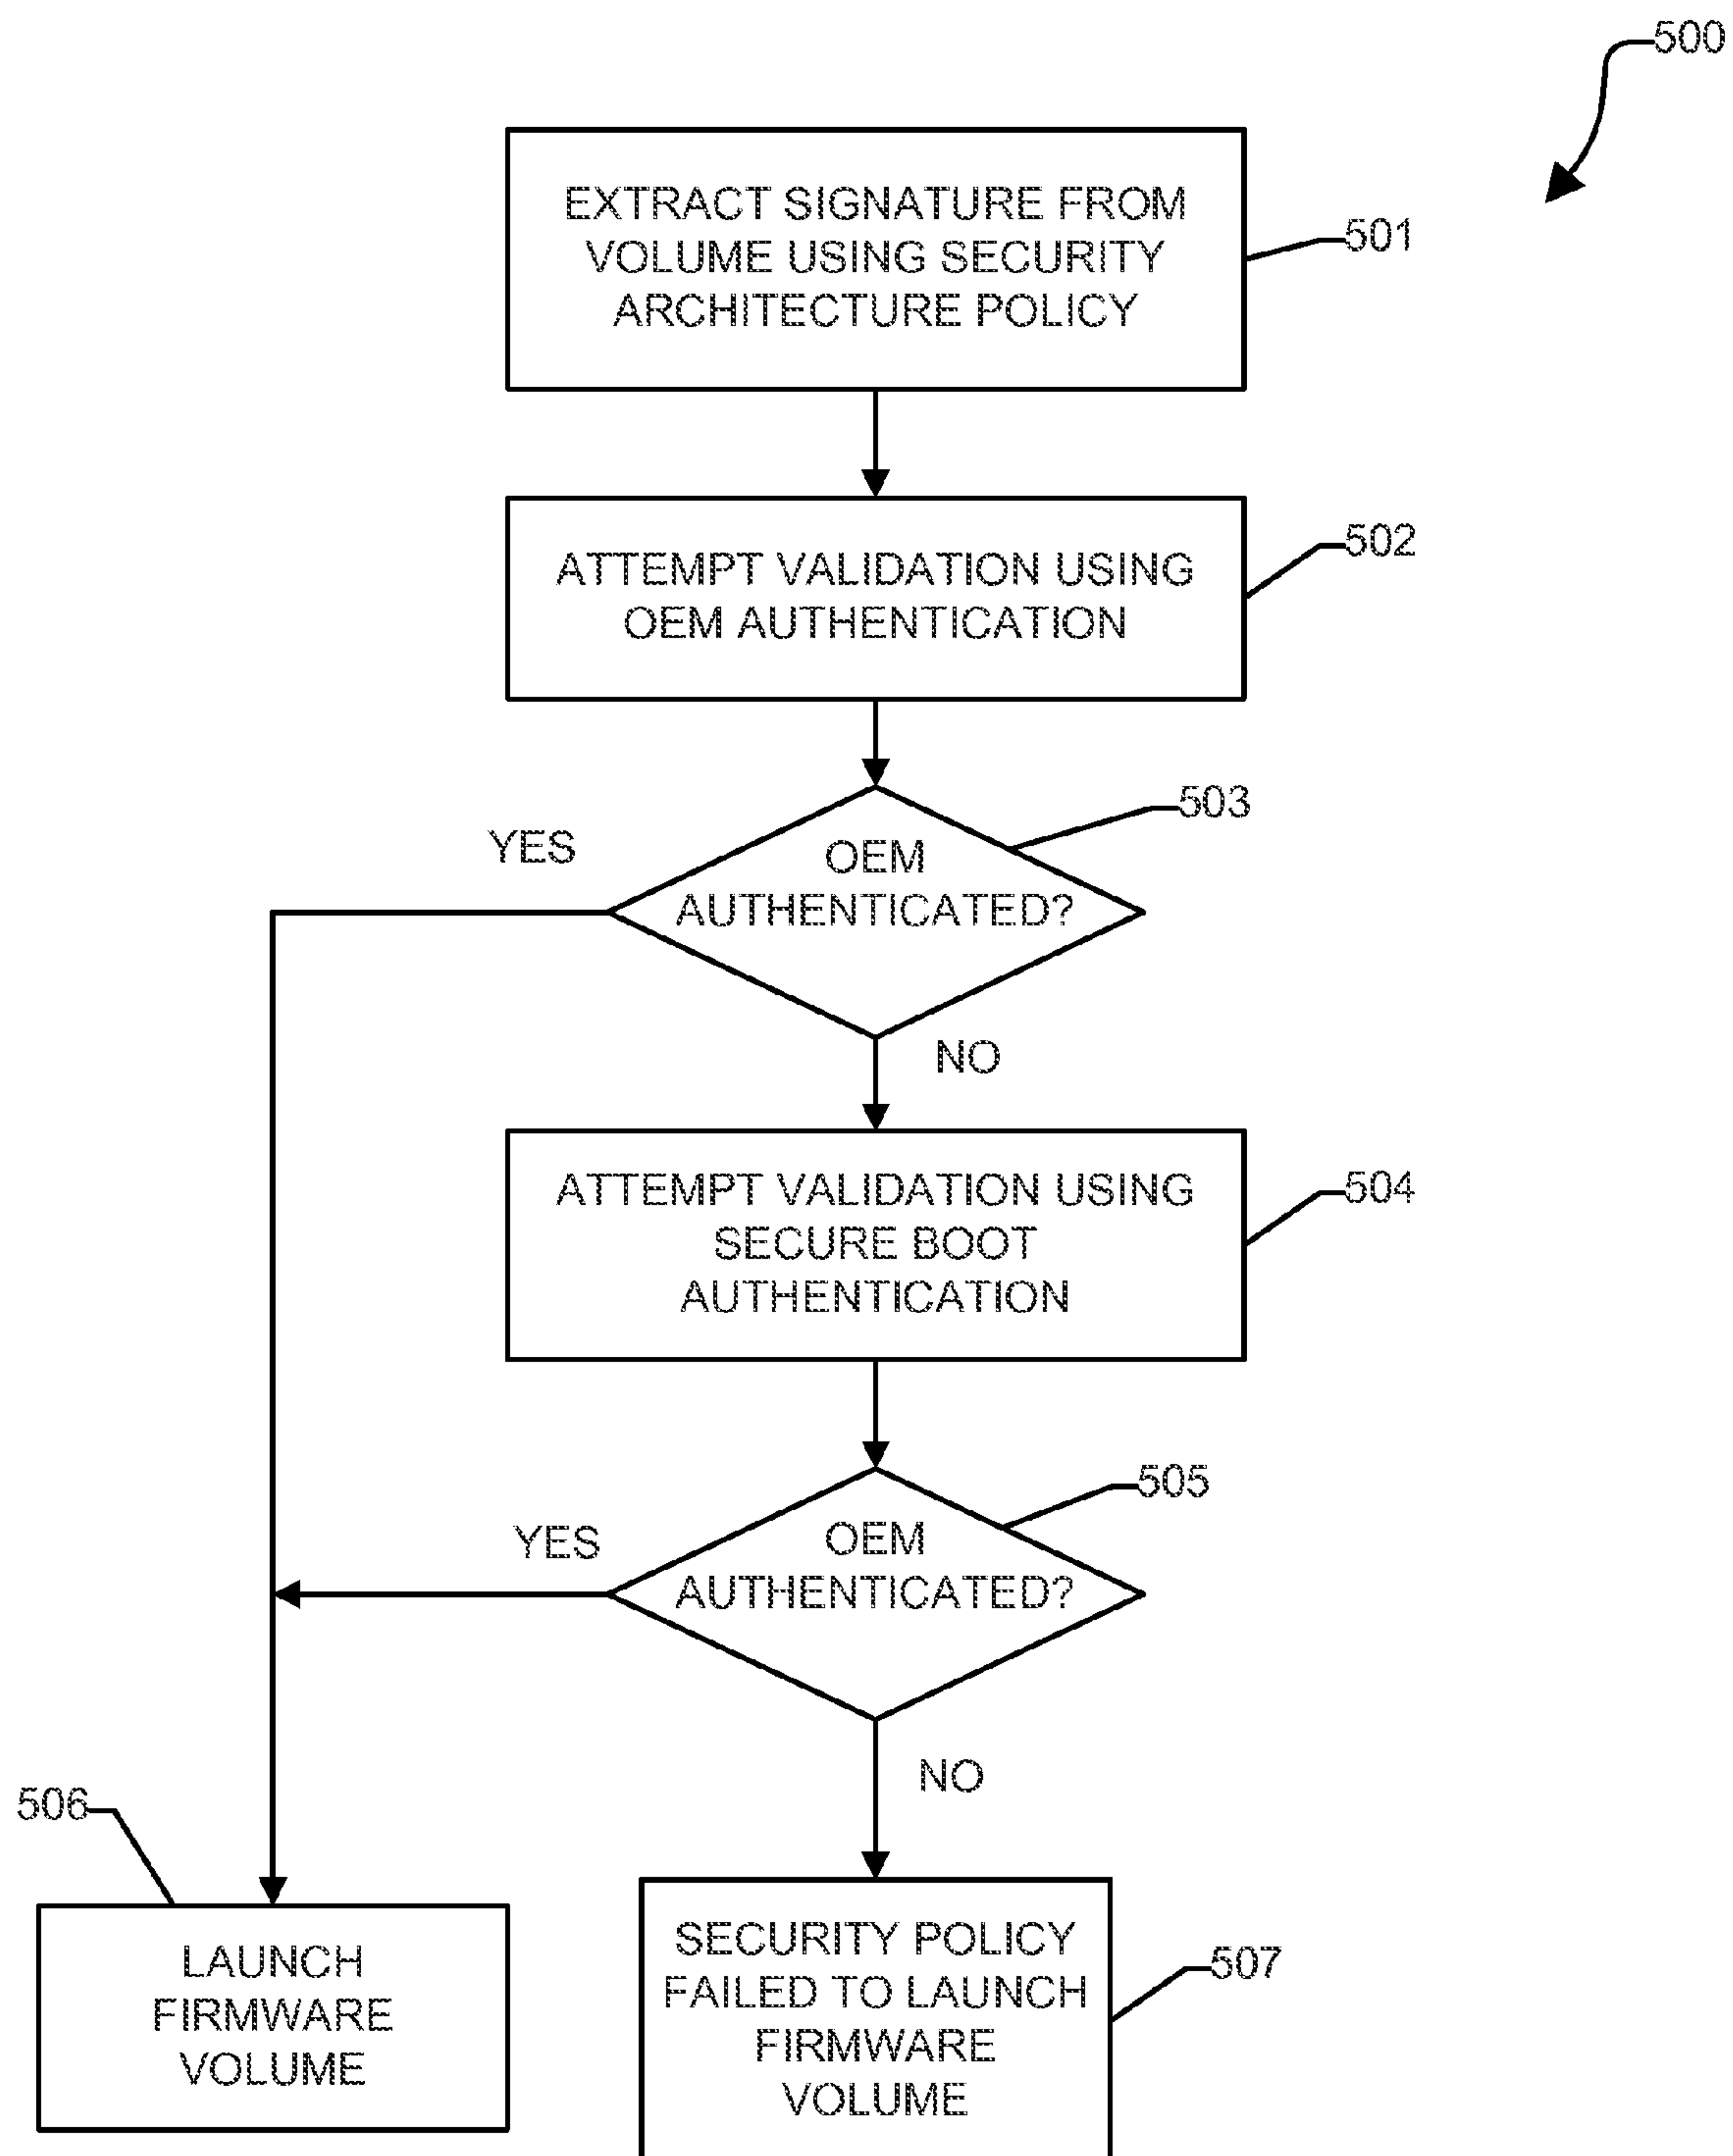 500
EXTRACT SIGNATURE FROM
VOLUME USING SECURITY
ARCHITECTURE POLICY
501
ATTEMPT VALIDATION USING
OEM AUTHENTICATION
502
503
YES
OEM
AUTHENTICATED?
NO
ATTEMPT VALIDATION USING
SECURE BOOT
AUTHENTICATION
504
505
YES
OEM
AUTHENTICATED?
NO
506
LAUNCH
FIRMWARE
VOLUME
SECURITY POLICY
FAILED TO LAUNCH
FIRMWARE
VOLUME
507